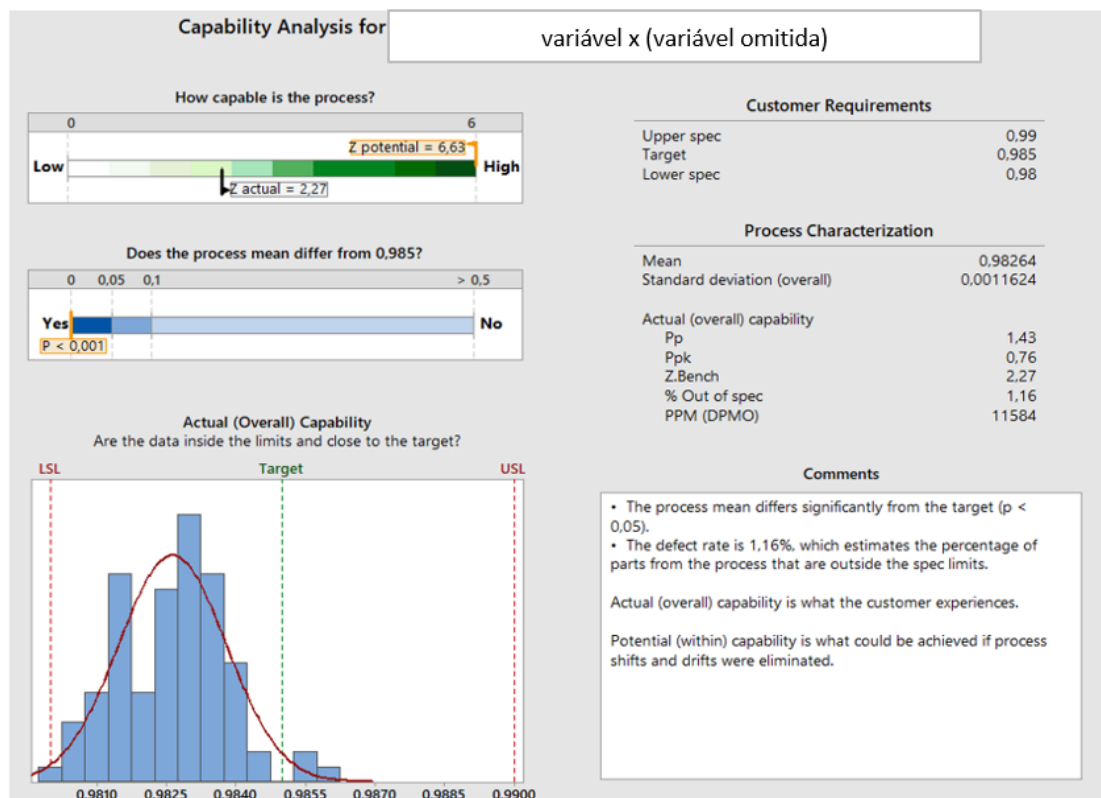 Capability Analysis for
variável x (variável omitida)
How capable is the process?
0 6
Z potential = 6,63
Low High
Z actual = 2,27
Does the process mean differ from 0,985?
0 0,05 0,1 > 0,5
Yes No
P < 0,001
Actual (Overall) Capability
Are the data inside the limits and close to the target?
LSL Target USL
0,9810 0,9825 0,9840 0,9855 0,9870 0,9885 0,9900
Customer Requirements
Upper spec 0,99
Target 0,985
Lower spec 0,98
Process Characterization
Mean 0,98264
Standard deviation (overall) 0,0011624
Actual (overall) capability
Pp 1,43
Ppk 0,76
Z.Bench 2,27
% Out of spec 1,16
PPM (DPMO) 11584
Comments
• The process mean differs significantly from the target (p <
0,05).
• The defect rate is 1,16%, which estimates the percentage of
parts from the process that are outside the spec limits.
Actual (overall) capability is what the customer experiences.
Potential (within) capability is what could be achieved if process
shifts and drifts were eliminated.